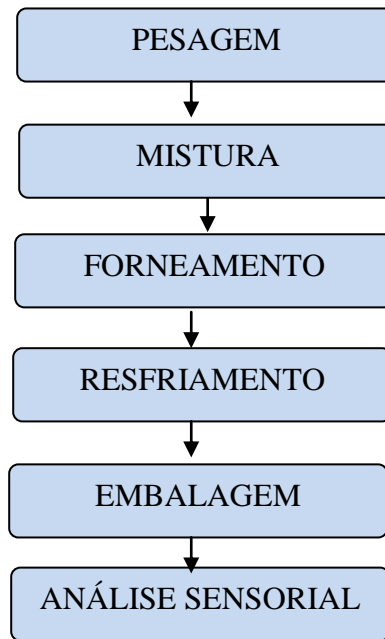 PESAGEM
MISTURA
FORNEAMENTO
RESFRIAMENTO
EMBALAGEM
ANÁLISE SENSORIAL